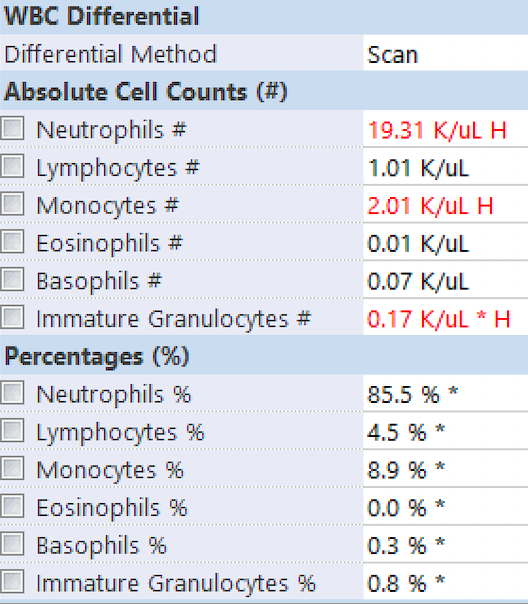 WBC Differential
Differential Method Scan
Absolute Cell Counts (#)
Neutrophils # 19.31 K/uL H
Lymphocytes # 1.01 K/uL
Monocytes # 2.01 K/uL H
Eosinophils # 0.01 K/uL
Basophils # 0.07 K/uL
Immature Granulocytes # 0.17 K/uL * H
Percentages (%)
Neutrophils % 85.5 % *
Lymphocytes % 4.5 % *
Monocytes % 8.9 % *
Eosinophils % 0.0 % *
Basophils % 0.3 % *
Immature Granulocytes % 0.8 % *